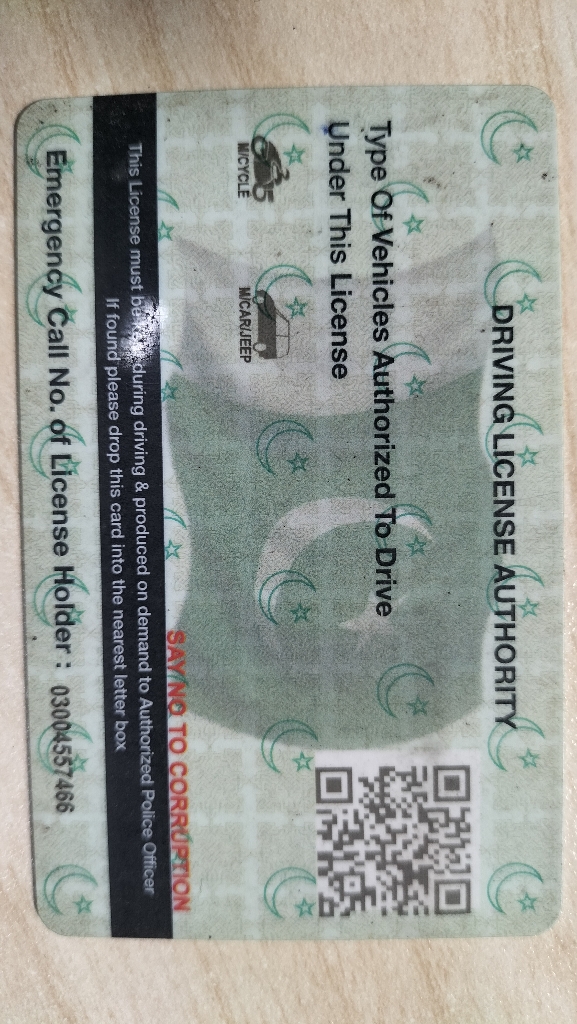 DRIVING LICENSE AUTHORITY
Type Of Vehicles Authorized To Drive
Under This License
M/CYCLE
M/CAR/JEEP
SAY NO TO CORRUPTION
This License must be during driving & produced on demand to Authorized Police Officer
If found please drop this card into the nearest letter box
Emergency Call No. of License Holder : 03004557466